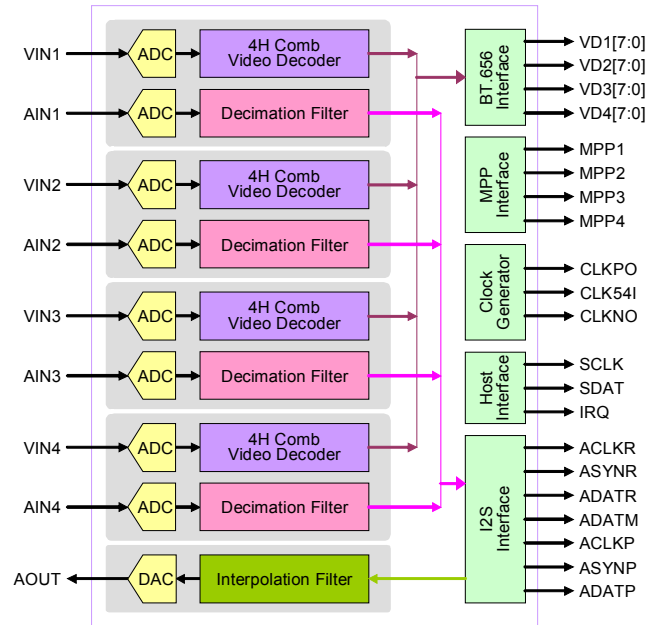 VIN1
ADC
4H Comb
Video Decoder
AIN1
ADC
Decimation Filter
VIN2
ADC
4H Comb
Video Decoder
AIN2
ADC
Decimation Filter
VIN3
ADC
4H Comb
Video Decoder
AIN3
ADC
Decimation Filter
VIN4
ADC
4H Comb
Video Decoder
AIN4
ADC
Decimation Filter
AOUT
DAC
Interpolation Filter
BT.656
Interface
VD1[7:0]
VD2[7:0]
VD3[7:0]
VD4[7:0]
MPP
Interface
MPP1
MPP2
MPP3
MPP4
Clock
Generator
CLKPO
CLK54I
CLKNO
Host
Interface
SCLK
SDAT
IRQ
I2S
Interface
ACLKR
ASYNR
ADATR
ADATM
ACLKP
ASYNP
ADATP